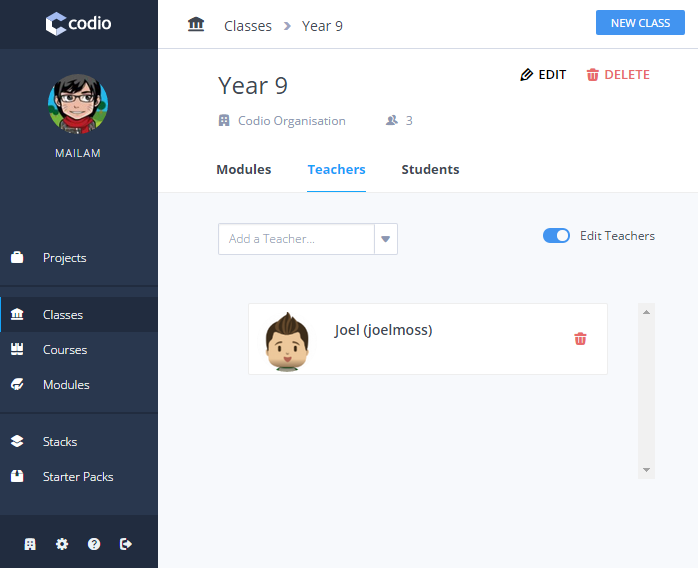 codio
Classes > Year 9
NEW CLASS
MAILAM
Year 9
EDIT
DELETE
Codio Organisation
3
Modules
Teachers
Students
Add a Teacher...
Edit Teachers
Joel (joelmoss)
Projects
Classes
Courses
Modules
Stacks
Starter Packs